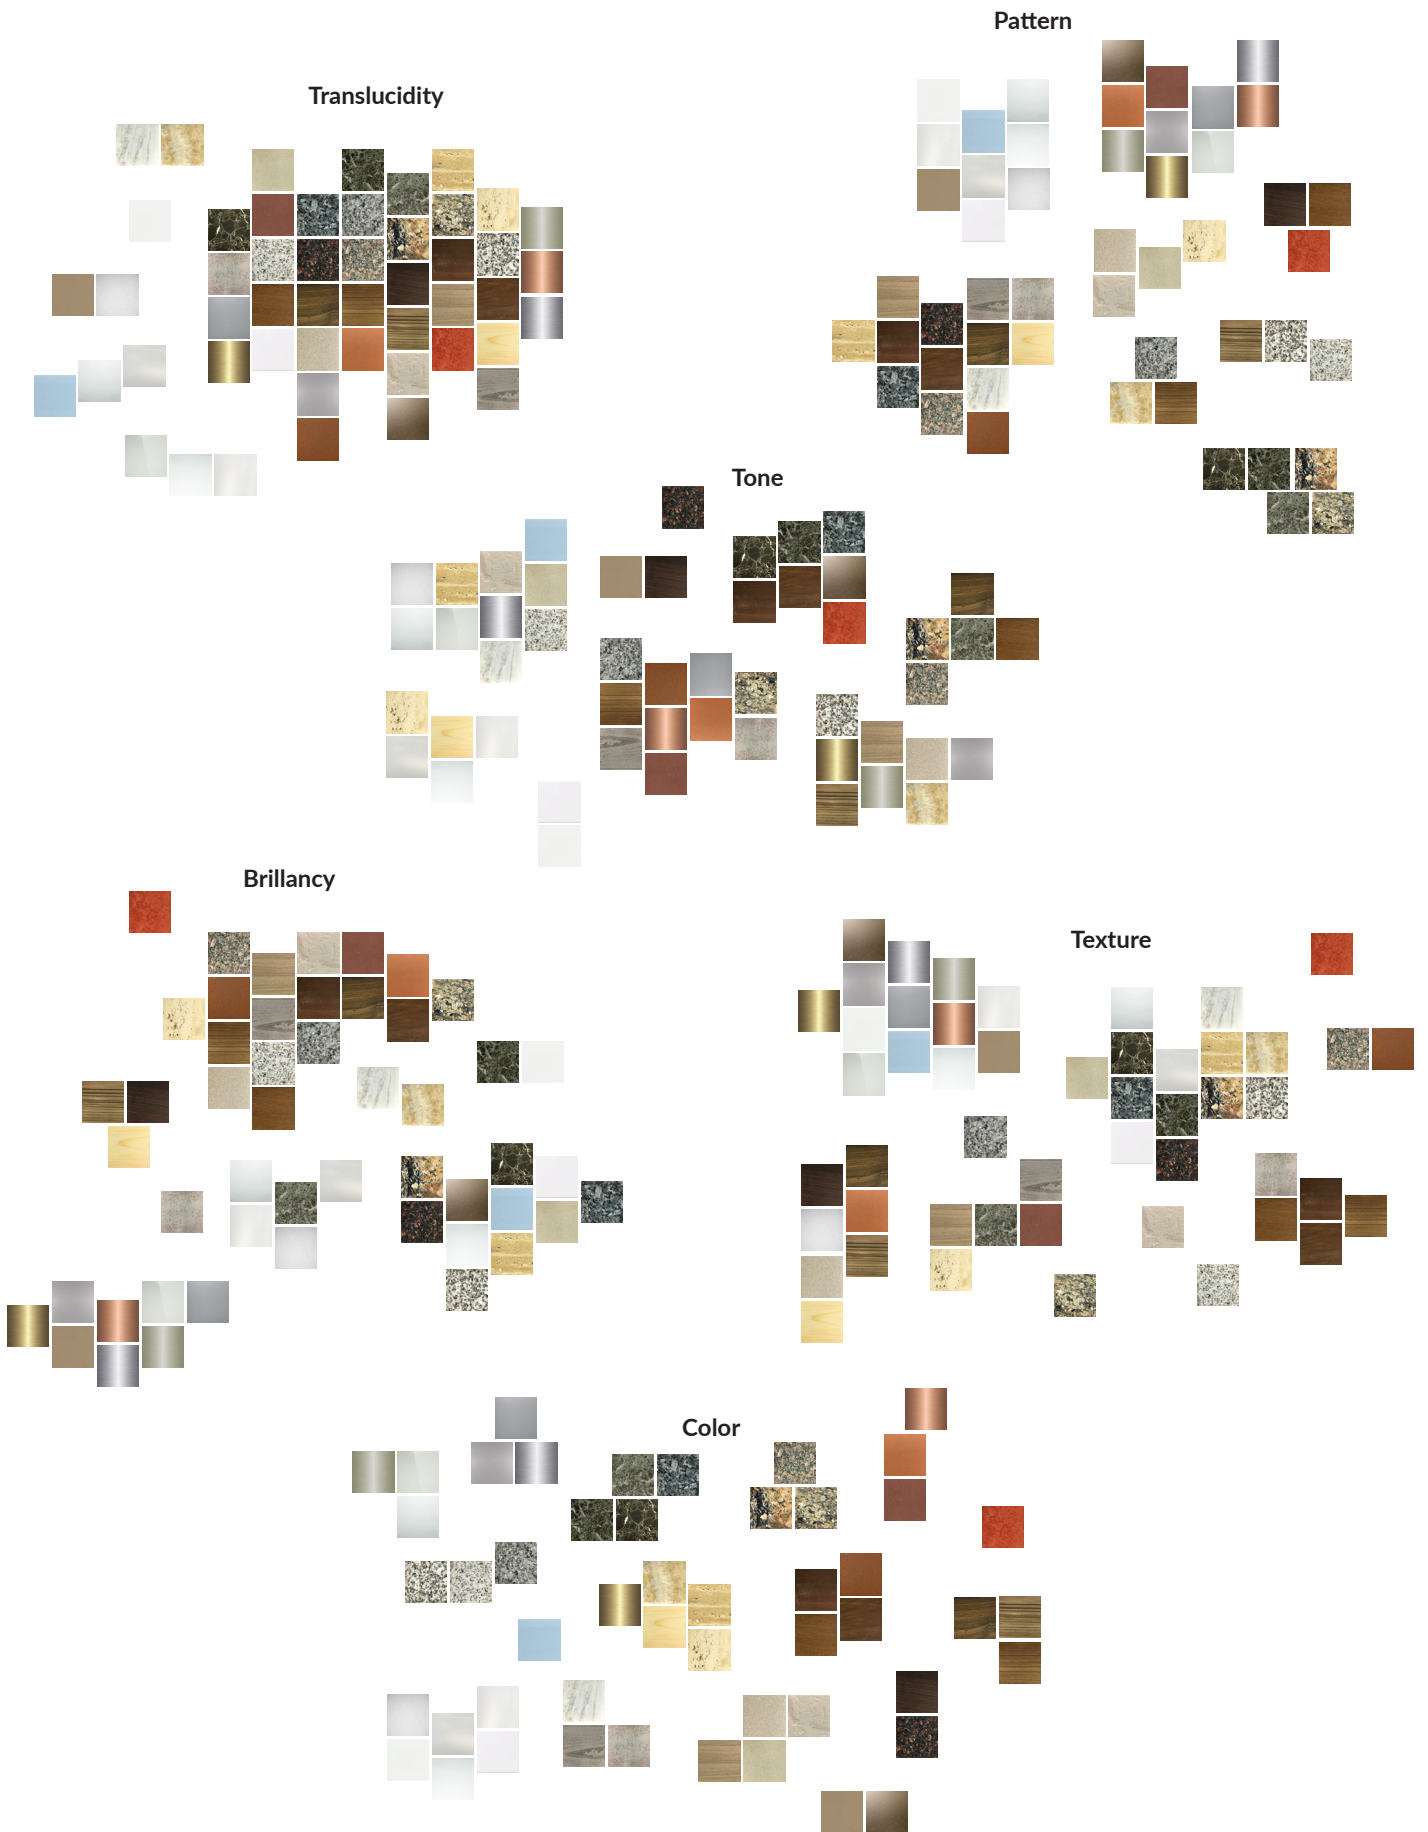 Pattern
Translucidity
Tone
Brillancy
Texture
Color